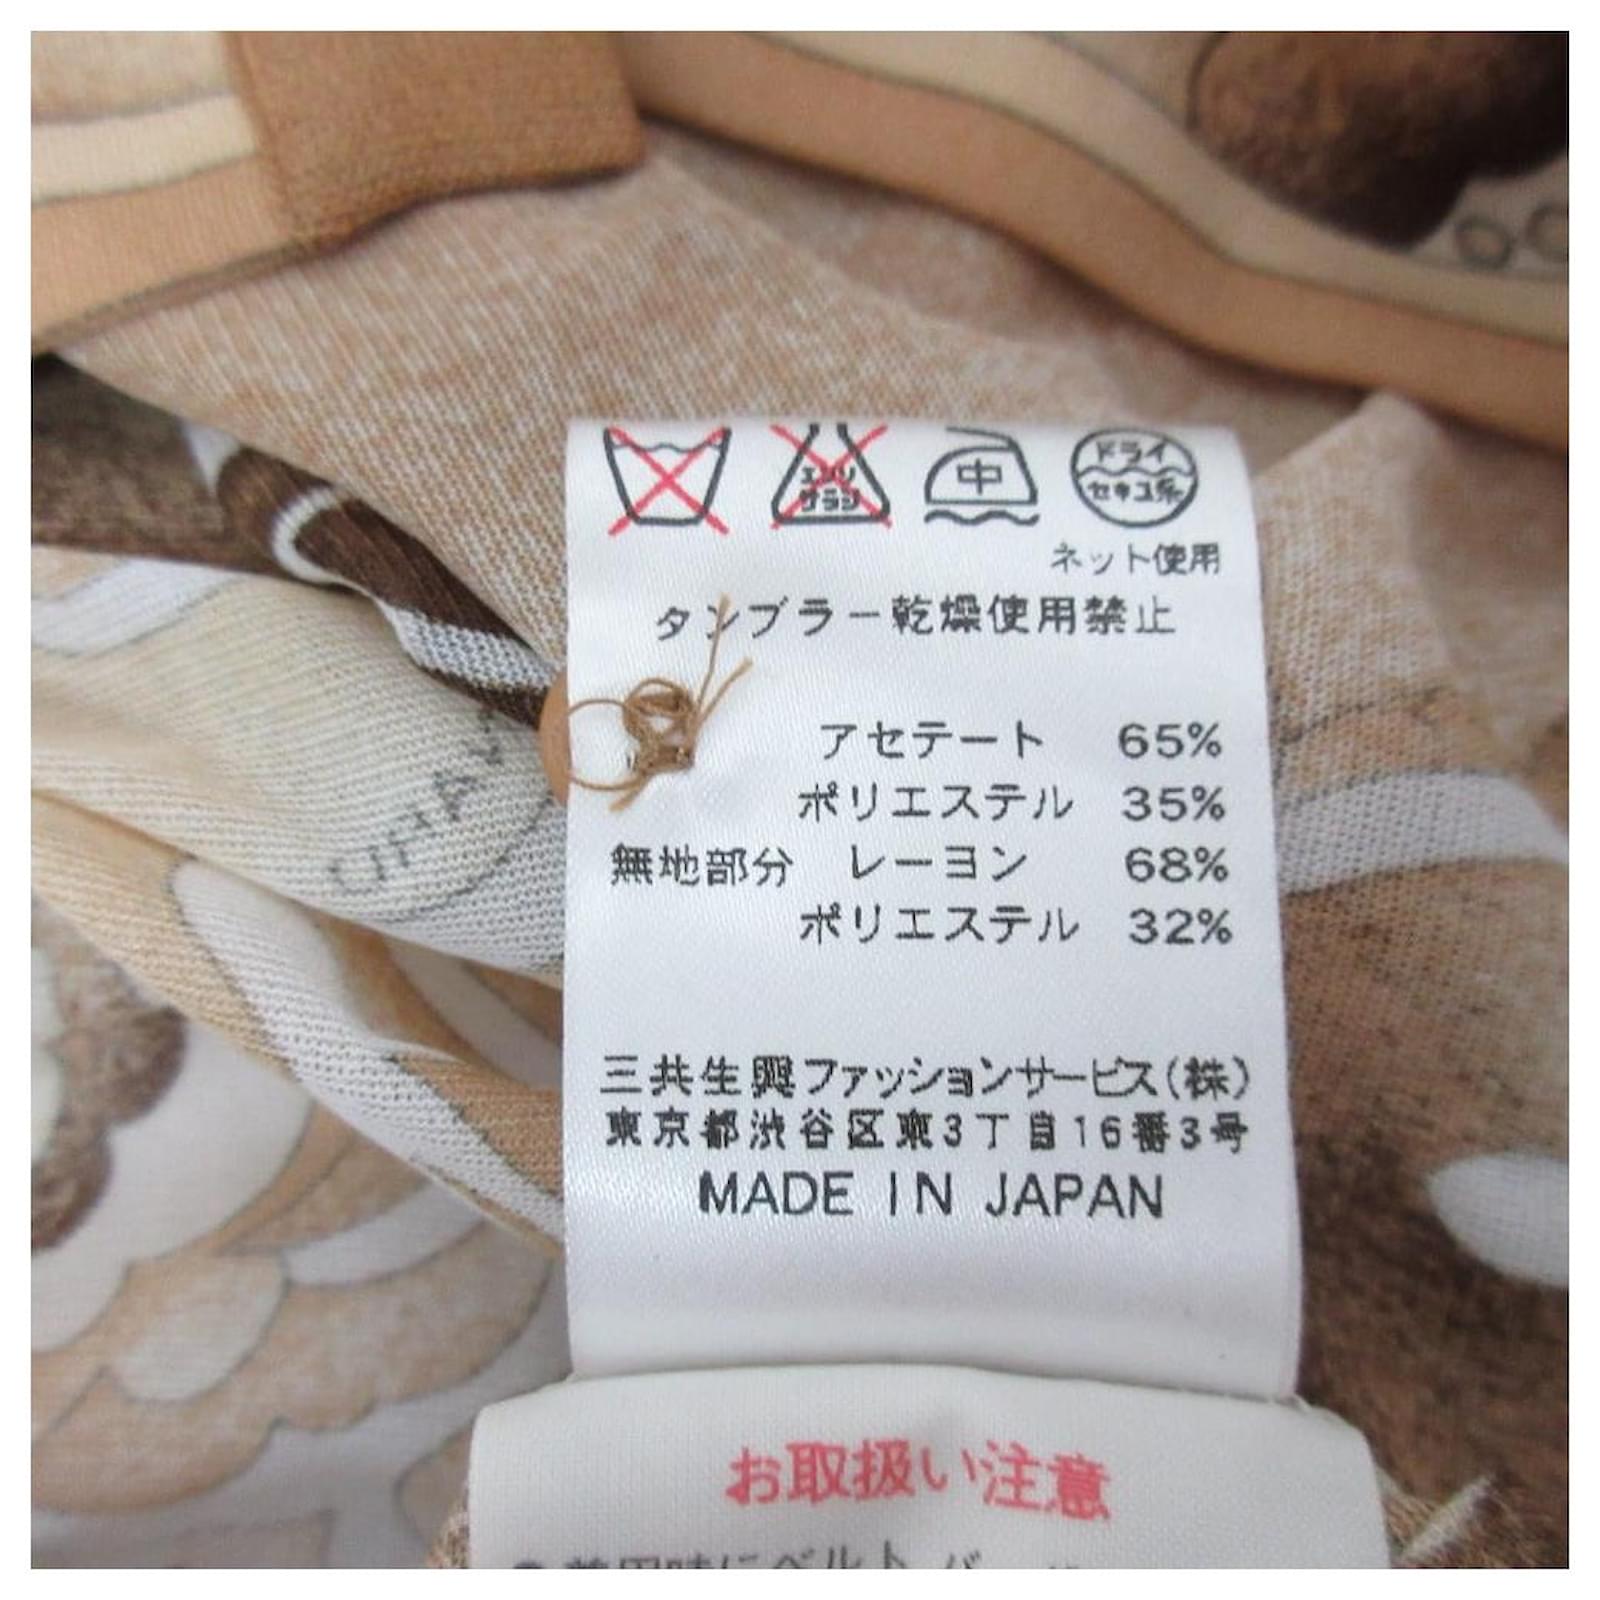 エンソ
サラシ
中
ドライ
セキユ系
ネット使用
タンブラー乾燥使用禁止
アセテート 65%
ポリエステル 35%
無地部分 レーヨン 68%
ポリエステル 32%
三共生興ファッションサービス(株)
東京都渋谷区東3丁目16番3号
MADE IN JAPAN
お取扱い注意